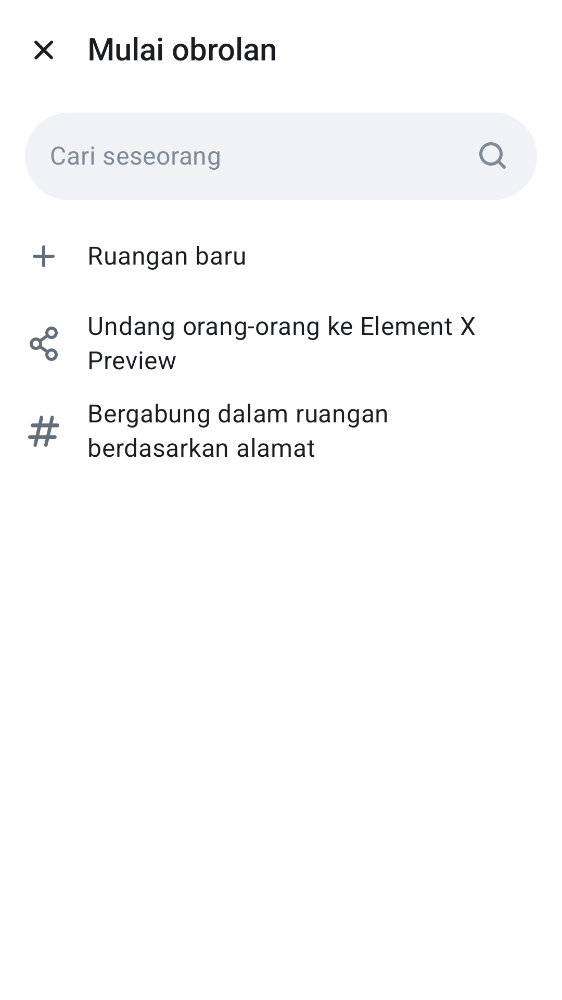 Mulai obrolan
Cari seseorang
Ruangan baru
Undang orang-orang ke Element X
Preview
Bergabung dalam ruangan
berdasarkan alamat